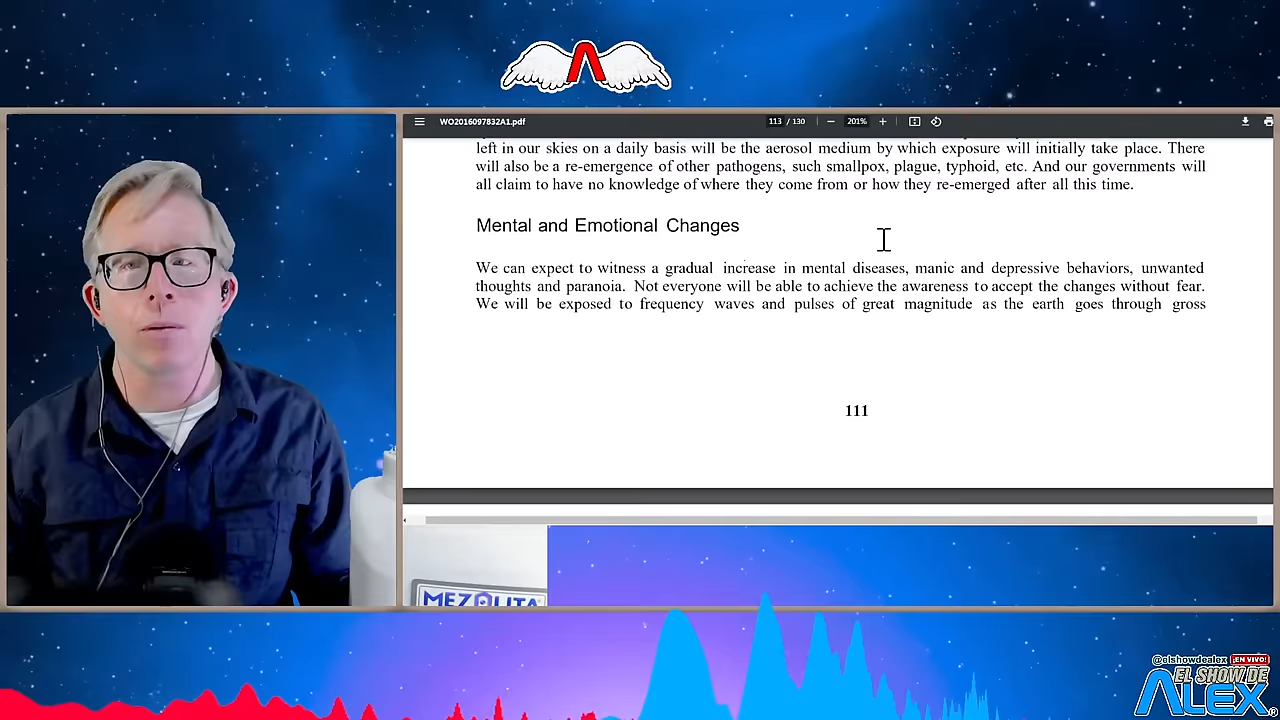 WO2016097832A1.pdf
113 / 130
201%
left in our skies on a daily basis will be the aerosol medium by which exposure will initially take place. There
will also be a re-emergence of other pathogens, such smallpox, plague, typhoid, etc. And our governments will
all claim to have no knowledge of where they come from or how they re-emerged after all this time.
Mental and Emotional Changes
We can expect to witness a gradual increase in mental diseases, manic and depressive behaviors, unwanted
thoughts and paranoia. Not everyone will be able to achieve the awareness to accept the changes without fear.
We will be exposed to frequency waves and pulses of great magnitude as the earth goes through gross
111
MEZQLITA
@elshowdealex ¡EN VIVO!
EL SHOW DE
ALEX®